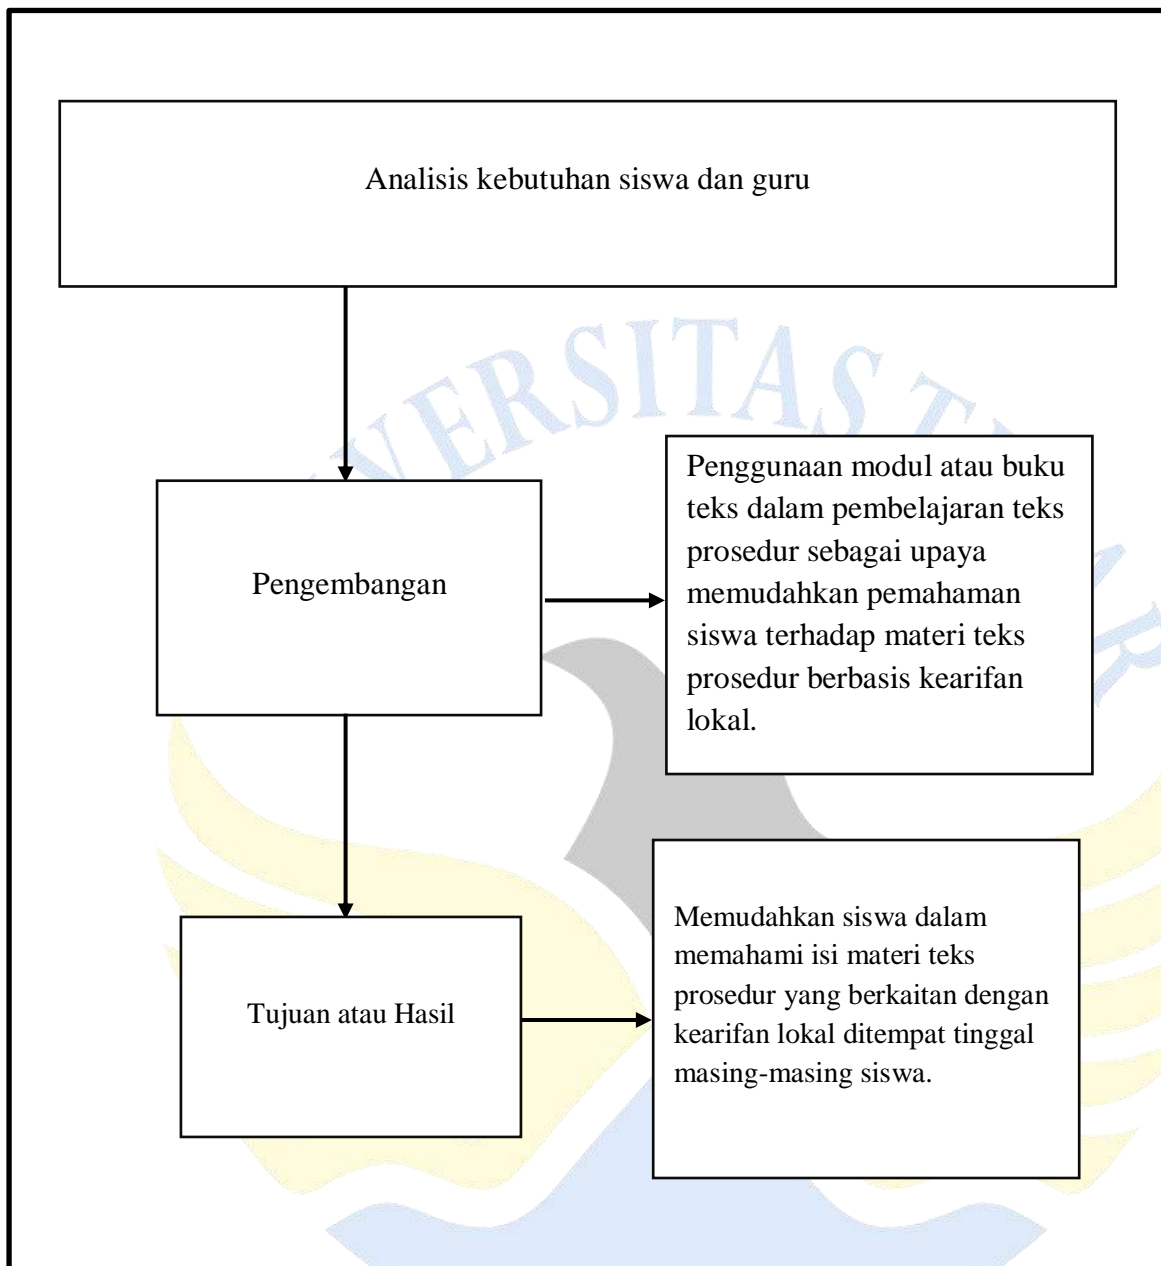 Analisis kebutuhan siswa dan guru
Pengembangan
Penggunaan modul atau buku
teks dalam pembelajaran teks
prosedur sebagai upaya
memudahkan pemahaman
siswa terhadap materi teks
prosedur berbasis kearifan
lokal.
Tujuan atau Hasil
Memudahkan siswa dalam
memahami isi materi teks
prosedur yang berkaitan dengan
kearifan lokal ditempat tinggal
masing-masing siswa.